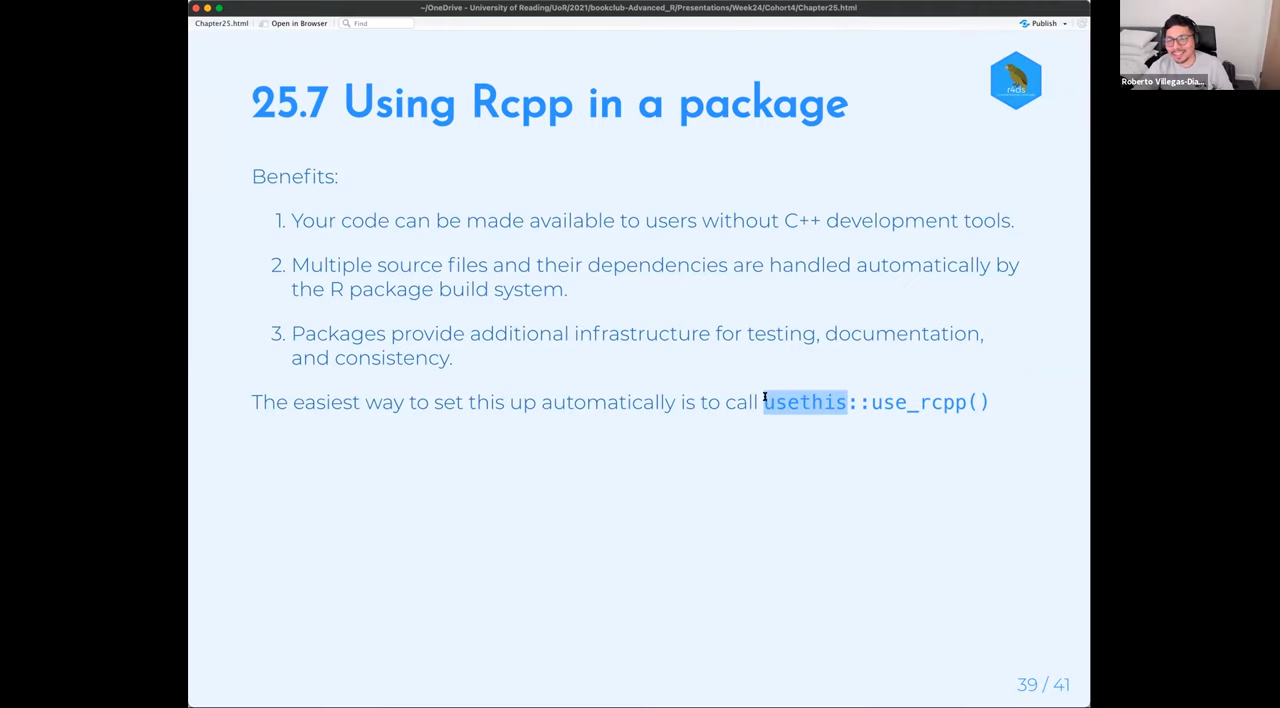 ~/OneDrive - University of Reading/UoR/2021/bookclub-Advanced_R/Presentations/Week24/Cohort4/Chapter25.html
Chapter25.html Open in Browser Find Publish
Roberto Villegas-Dia...
r4ds
25.7 Using Rcpp in a package
Benefits:
1. Your code can be made available to users without C++ development tools.
2. Multiple source files and their dependencies are handled automatically by
the R package build system.
3. Packages provide additional infrastructure for testing, documentation,
and consistency.
The easiest way to set this up automatically is to call usethis::use_rcpp()
39 / 41